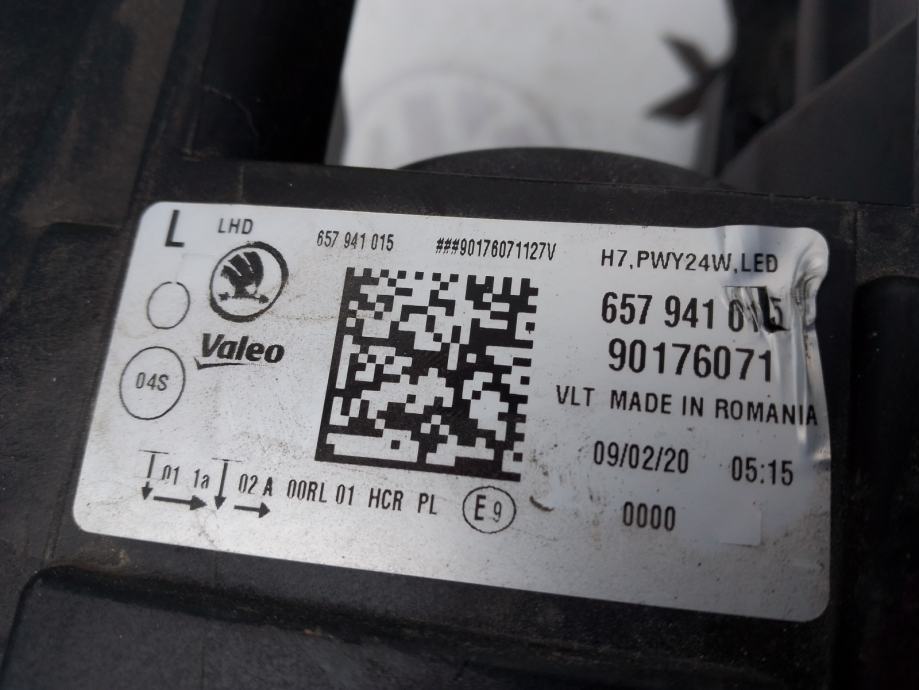 L LHD 657 941 015 ###90176071127V H7,PWY24W,LED
657 941 015
Valeo 90176071
04S VLT MADE IN ROMANIA
09/02/20 05:15
01 1a 02 A 00RL 01 HCR PL E9 0000